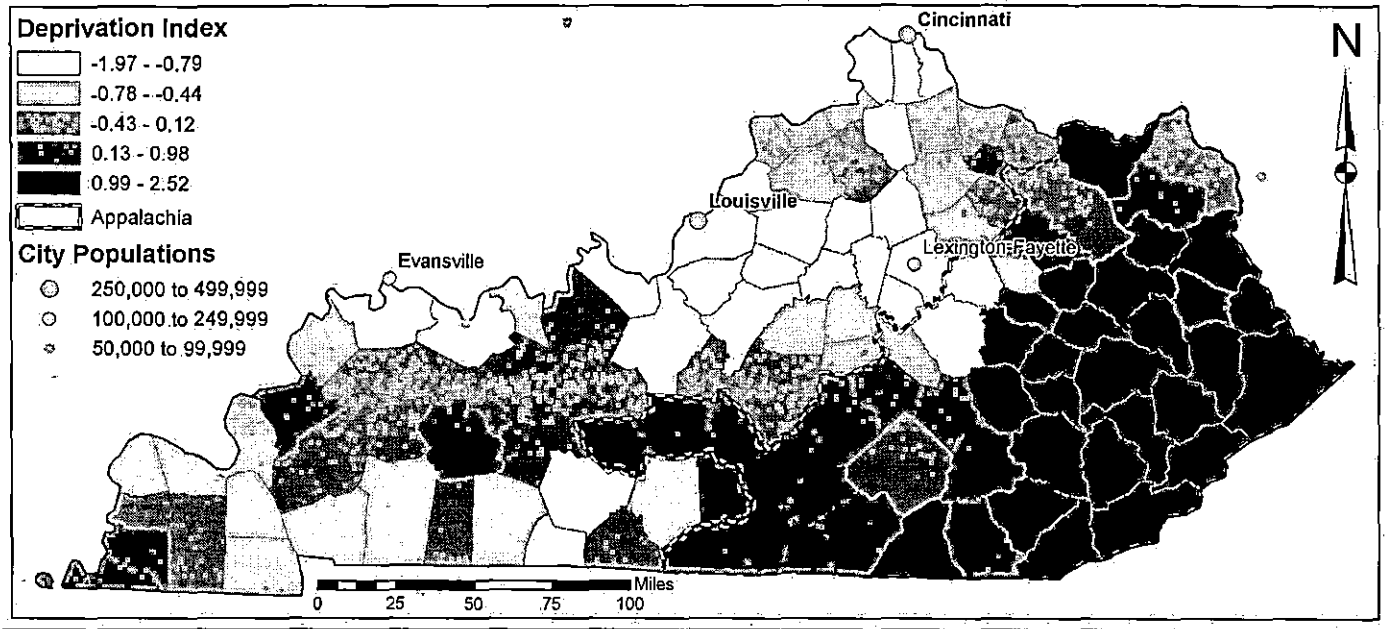 Deprivation Index
-1.97 - -0.79
-0.78 - -0.44
-0.43 - 0.12
0.13 - 0.98
0.99 - 2.52
Appalachia
City Populations
250,000 to 499,999
100,000 to 249,999
50,000 to 99,999
Cincinnati
N
Louisville
Lexington-Fayette
Evansville
Miles
0 25 50 75 100